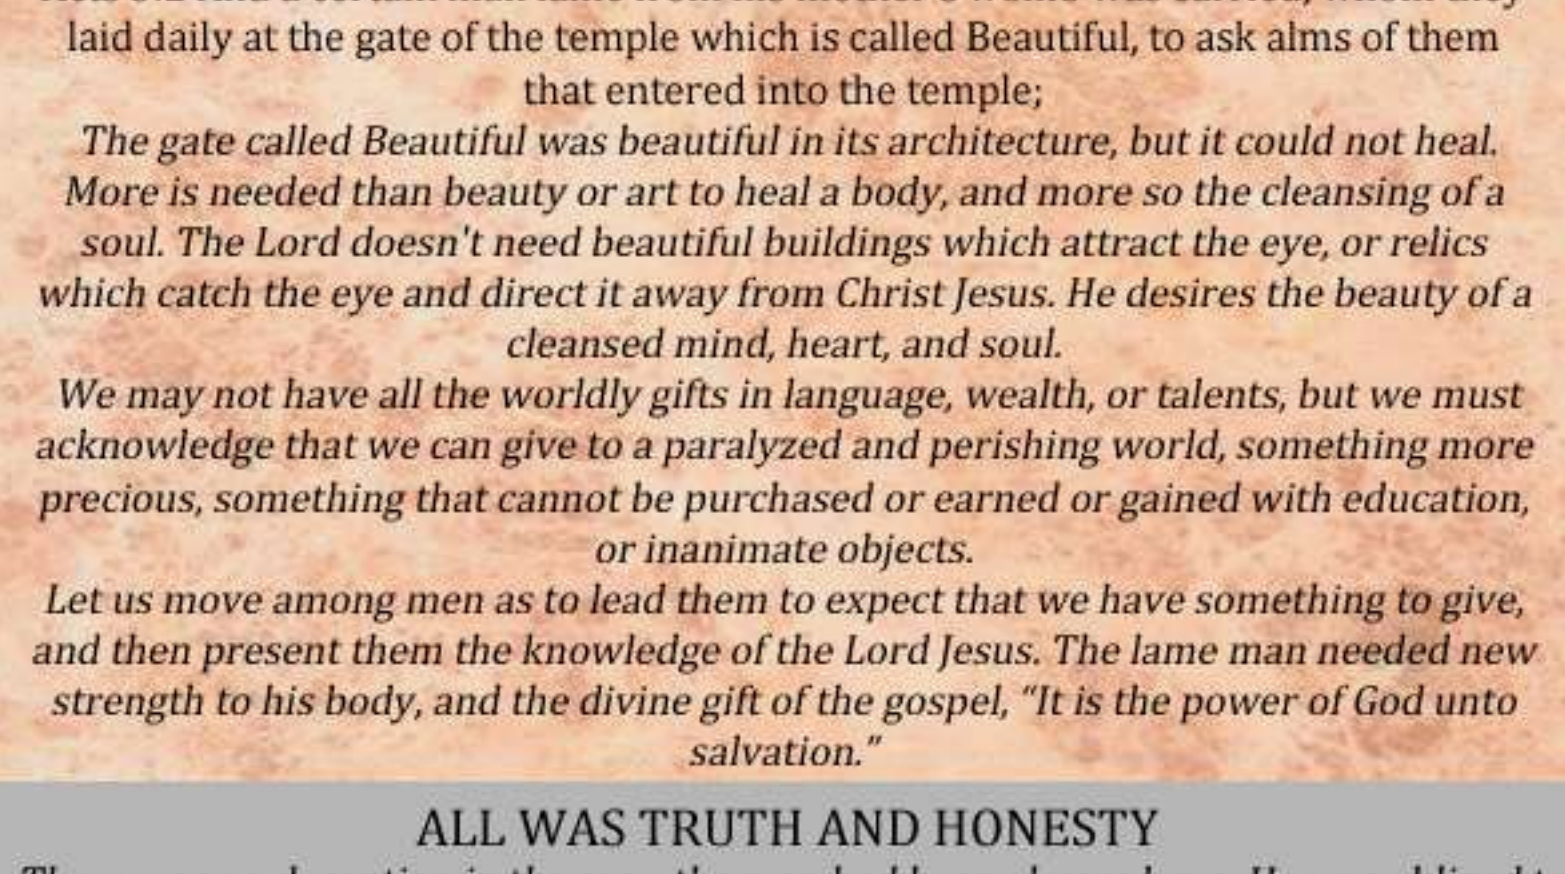 laid daily at the gate of the temple which is called Beautiful, to ask alms of them
that entered into the temple;
The gate called Beautiful was beautiful in its architecture, but it could not heal.
More is needed than beauty or art to heal a body, and more so the cleansing of a
soul. The Lord doesn't need beautiful buildings which attract the eye, or relics
which catch the eye and direct it away from Christ Jesus. He desires the beauty of a
cleansed mind, heart, and soul.
We may not have all the worldly gifts in language, wealth, or talents, but we must
acknowledge that we can give to a paralyzed and perishing world, something more
precious, something that cannot be purchased or earned or gained with education,
or inanimate objects.
Let us move among men as to lead them to expect that we have something to give,
and then present them the knowledge of the Lord Jesus. The lame man needed new
strength to his body, and the divine gift of the gospel, “It is the power of God unto
salvation.”
ALL WAS TRUTH AND HONESTY